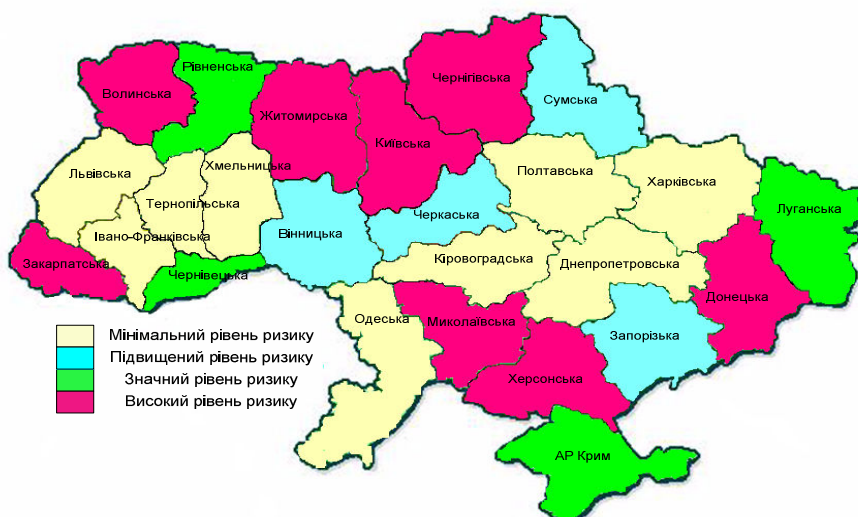 Волинська
Рівненська
Житомирська
Київська
Чернігівська
Сумська
Львівська
Тернопільська
Хмельницька
Івано-Франківська
Закарпатська
Чернівецька
Вінницька
Черкаська
Полтавська
Харківська
Луганська
Кіровоградська
Днепропетровська
Донецька
Одеська
Миколаївська
Запорізька
Херсонська
АР Крим
Мінімальний рівень ризику
Підвищений рівень ризику
Значний рівень ризику
Високий рівень ризику